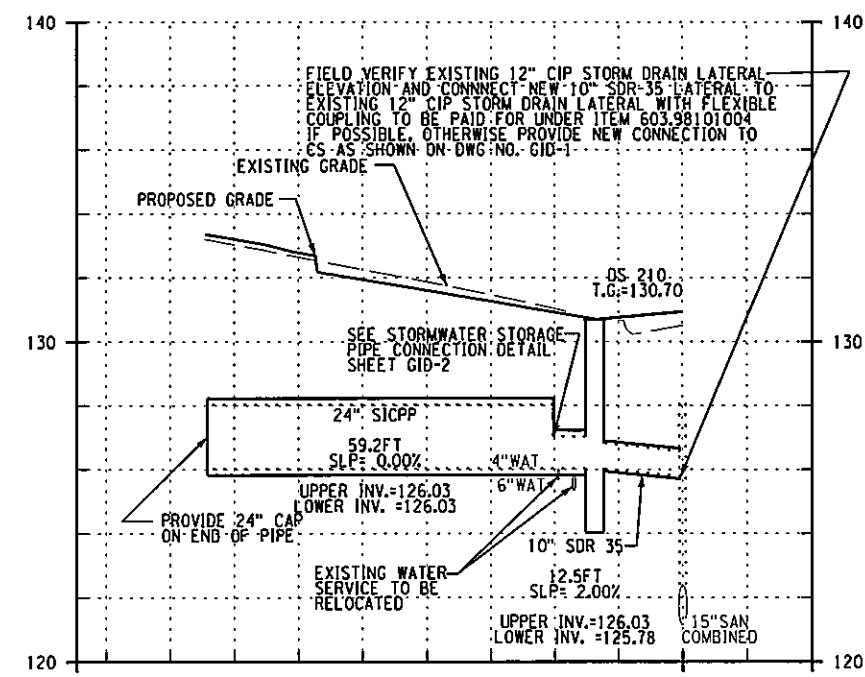 140
140
FIELD VERIFY EXISTING 12" CIP STORM DRAIN LATERAL
ELEVATION AND CONNNECT NEW 10" SDR-35 LATERAL TO
EXISTING 12" CIP STORM DRAIN LATERAL WITH FLEXIBLE
COUPLING TO BE PAID FOR UNDER ITEM 603.98101004
IF POSSIBLE, OTHERWISE PROVIDE NEW CONNECTION TO
CS AS SHOWN ON DWG NO. GID-1
EXISTING GRADE
PROPOSED GRADE
DS 210
T.G.=130.70
130
130
SEE STORMWATER STORAGE
PIPE CONNECTION DETAIL
SHEET GID-2
24" SICPP
59.2FT
SLP= 0.00%
4"WAT
6"WAT
UPPER INV.=126.03
LOWER INV. =126.03
PROVIDE 24" CAP
ON END OF PIPE
10" SDR 35
EXISTING WATER
SERVICE TO BE
RELOCATED
12.5FT
SLP= 2.00%
UPPER INV.=126.03
LOWER INV. =125.78
15"SAN
COMBINED
120
120